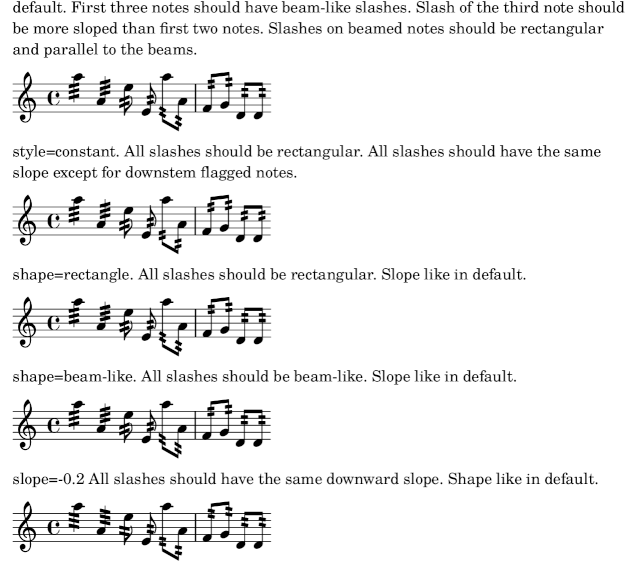 default. First three notes should have beam-like slashes. Slash of the third note should
be more sloped than first two notes. Slashes on beamed notes should be rectangular
and parallel to the beams.
style=constant. All slashes should be rectangular. All slashes should have the same
slope except for downstem flagged notes.
shape=rectangle. All slashes should be rectangular. Slope like in default.
shape=beam-like. All slashes should be beam-like. Slope like in default.
slope=-0.2 All slashes should have the same downward slope. Shape like in default.